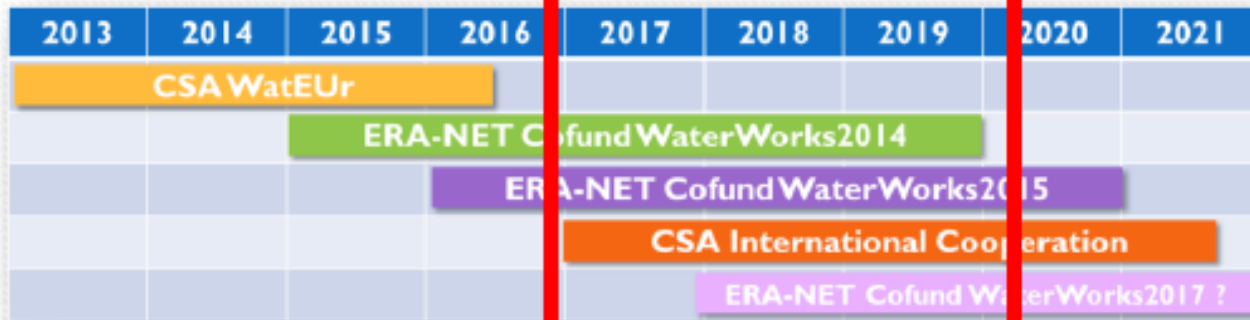 2013 2014 2015 2016 2017 2018 2019 2020 2021
CSA WatEUr
ERA-NET Cofund WaterWorks2014
ERA-NET Cofund WaterWorks2015
CSA International Cooperation
ERA-NET Cofund WaterWorks2017 ?